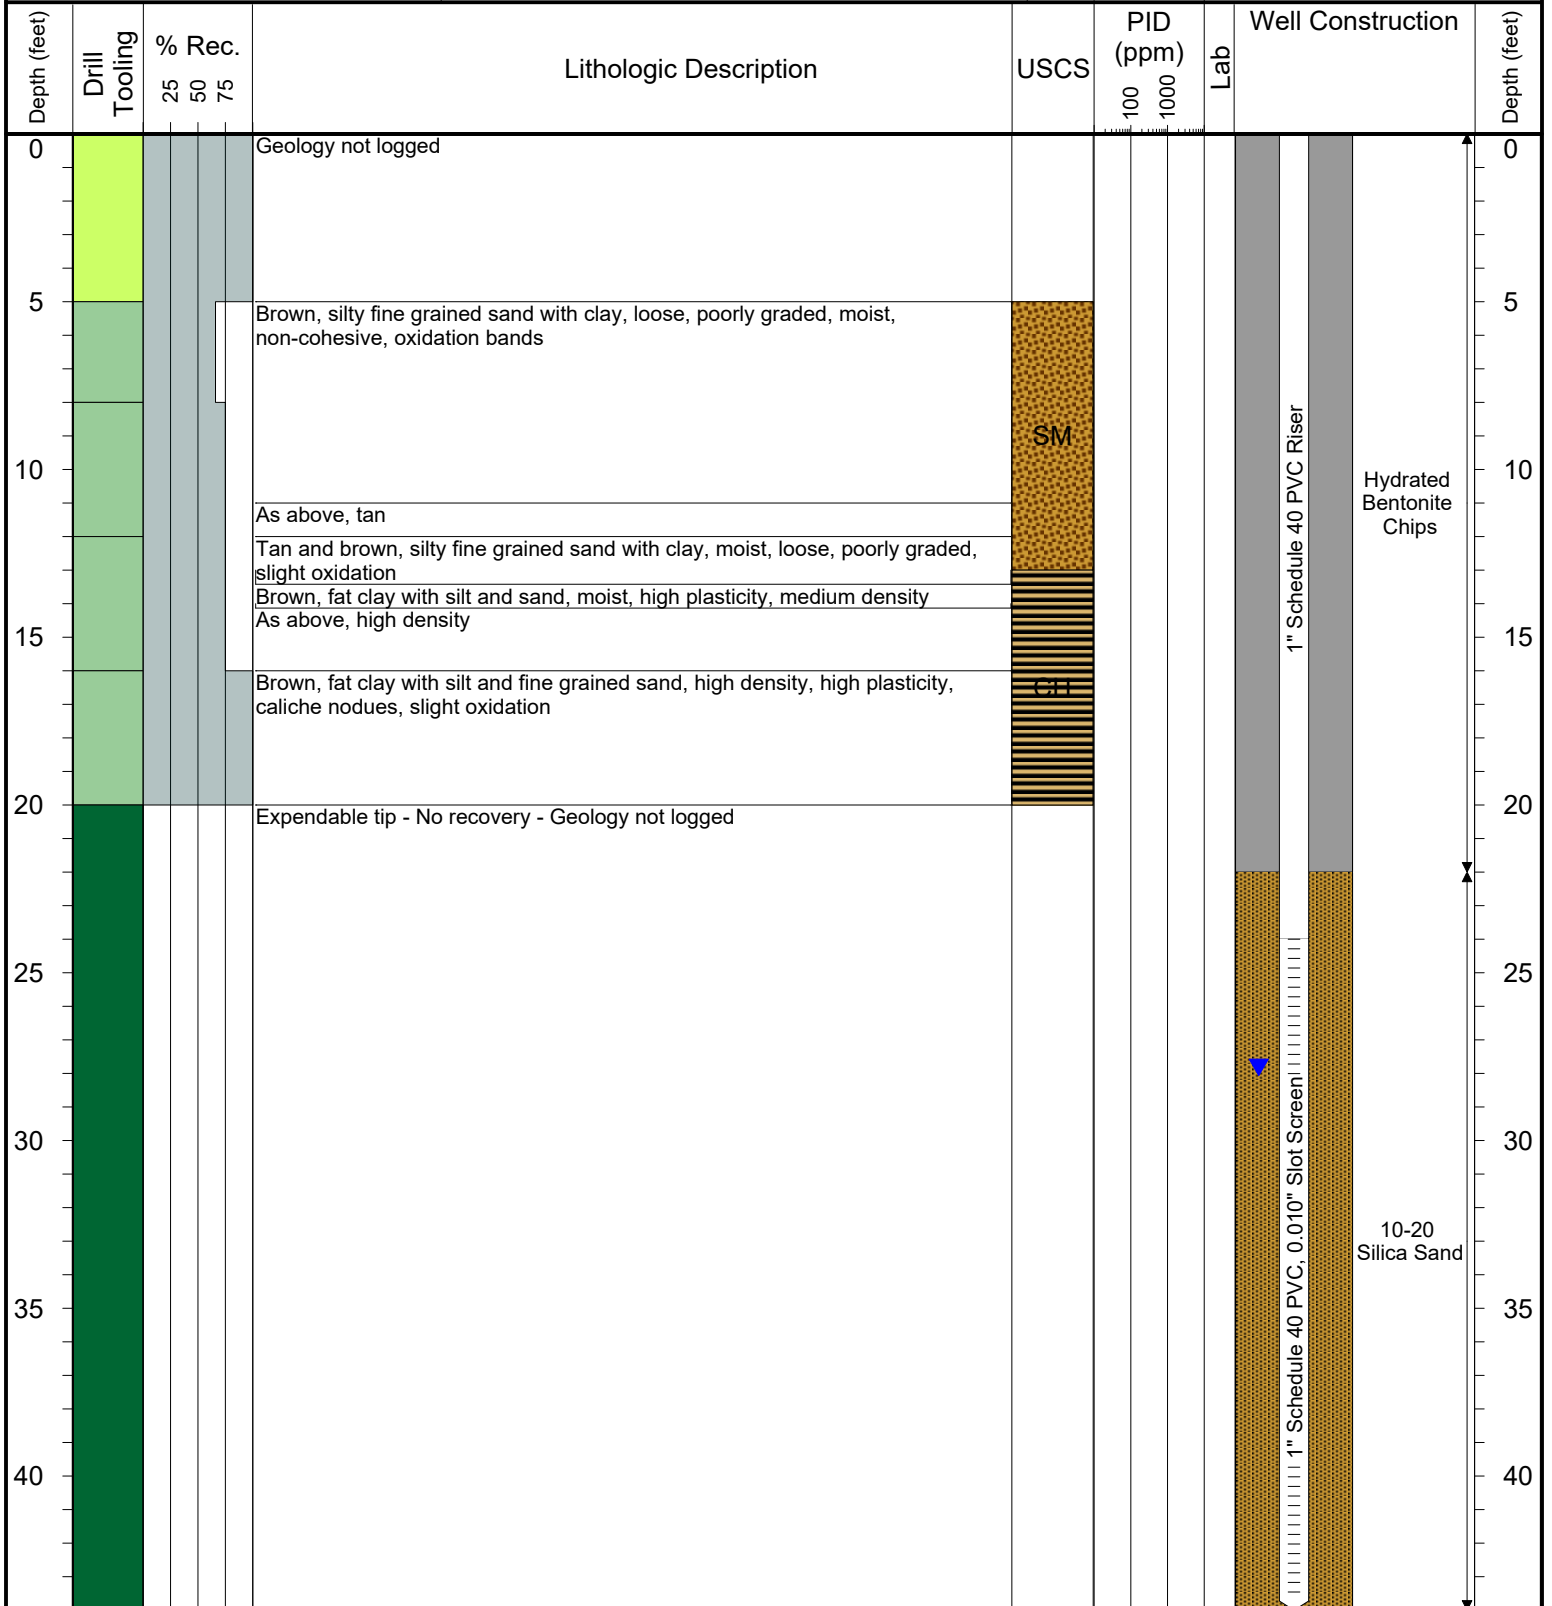 Depth (feet)
Drill
Tooling
% Rec.
25
50
75
Lithologic Description
USCS
PID
(ppm)
100
1000
Lab
Well Construction
Depth (feet)
0
Geology not logged
0
5
Brown, silty fine grained sand with clay, loose, poorly graded, moist,
non-cohesive, oxidation bands
5
SM
10
10
1" Schedule 40 PVC Riser
Hydrated
Bentonite
Chips
As above, tan
Tan and brown, silty fine grained sand with clay, moist, loose, poorly graded,
slight oxidation
Brown, fat clay with silt and sand, moist, high plasticity, medium density
As above, high density
15
15
Brown, fat clay with silt and fine grained sand, high density, high plasticity,
caliche nodues, slight oxidation
CH
20
Expendable tip - No recovery - Geology not logged
20
25
25
30
30
1" Schedule 40 PVC, 0.010" Slot Screen
10-20
Silica Sand
35
35
40
40